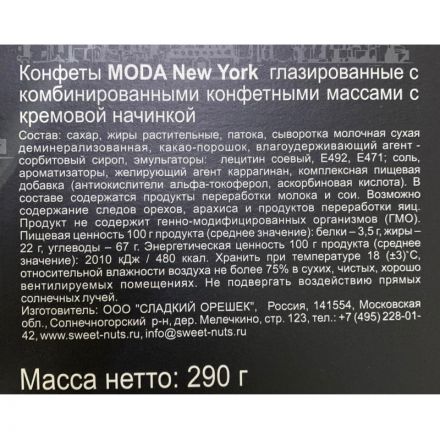 Конфеты MODA New York глазированные с
комбинированными конфетными массами с
кремовой начинкой
Состав: сахар, жиры растительные, патока, сыворотка молочная сухая
деминерализованная, какао-порошок, влагоудерживающий агент -
сорбитовый сироп, эмульгаторы: лецитин соевый, Е492, Е471; соль,
ароматизаторы, желирующий агент каррагинан, комплексная пищевая
добавка (антиокислители альфа-токоферол, аскорбиновая кислота). В
составе содержатся продукты переработки молока и сои. Возможно
содержание следов орехов, арахиса и продуктов переработки яиц.
Продукт не содержит генно-модифицированных организмов (ГМО).
Пищевая ценность 100 г продукта (среднее значение): белки – 3,5 г, жиры -
– 22 г, углеводы – 67 г. Энергетическая ценность 100 г продукта (среднее
значение): 2010 кДж / 480 ккал. Хранить при температуре 18 (±3)°С,
относительной влажности воздуха не более 75% в сухих, чистых, хорошо
вентилируемых помещениях. Не подвергать воздействию прямых
солнечных лучей.
Изготовитель: ООО "СЛАДКИЙ ОРЕШЕК", Россия, 141554, Московская
обл., Солнечногорский р-н, дер. Мелечкино, стр. 123, тел.: +7 (495) 228-01-
42, www.sweet-nuts.ru, info@sweet-nuts.ru
Масса нетто: 290 г